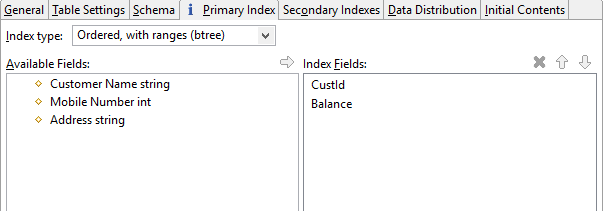 General Table Settings Schema i Primary Index Secondary Indexes Data Distribution Initial Contents
Index type: Ordered, with ranges (btree)
Available Fields: Index Fields:
Customer Name string CustId
Mobile Number int Balance
Address string